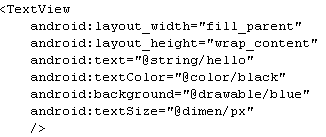 <TextView
android:layout_width="fill_parent"
android:layout_height="wrap_content"
android:text="@string/hello"
android:textColor="@color/black"
android:background="@drawable/blue"
android:textSize="@dimen/px"
/>